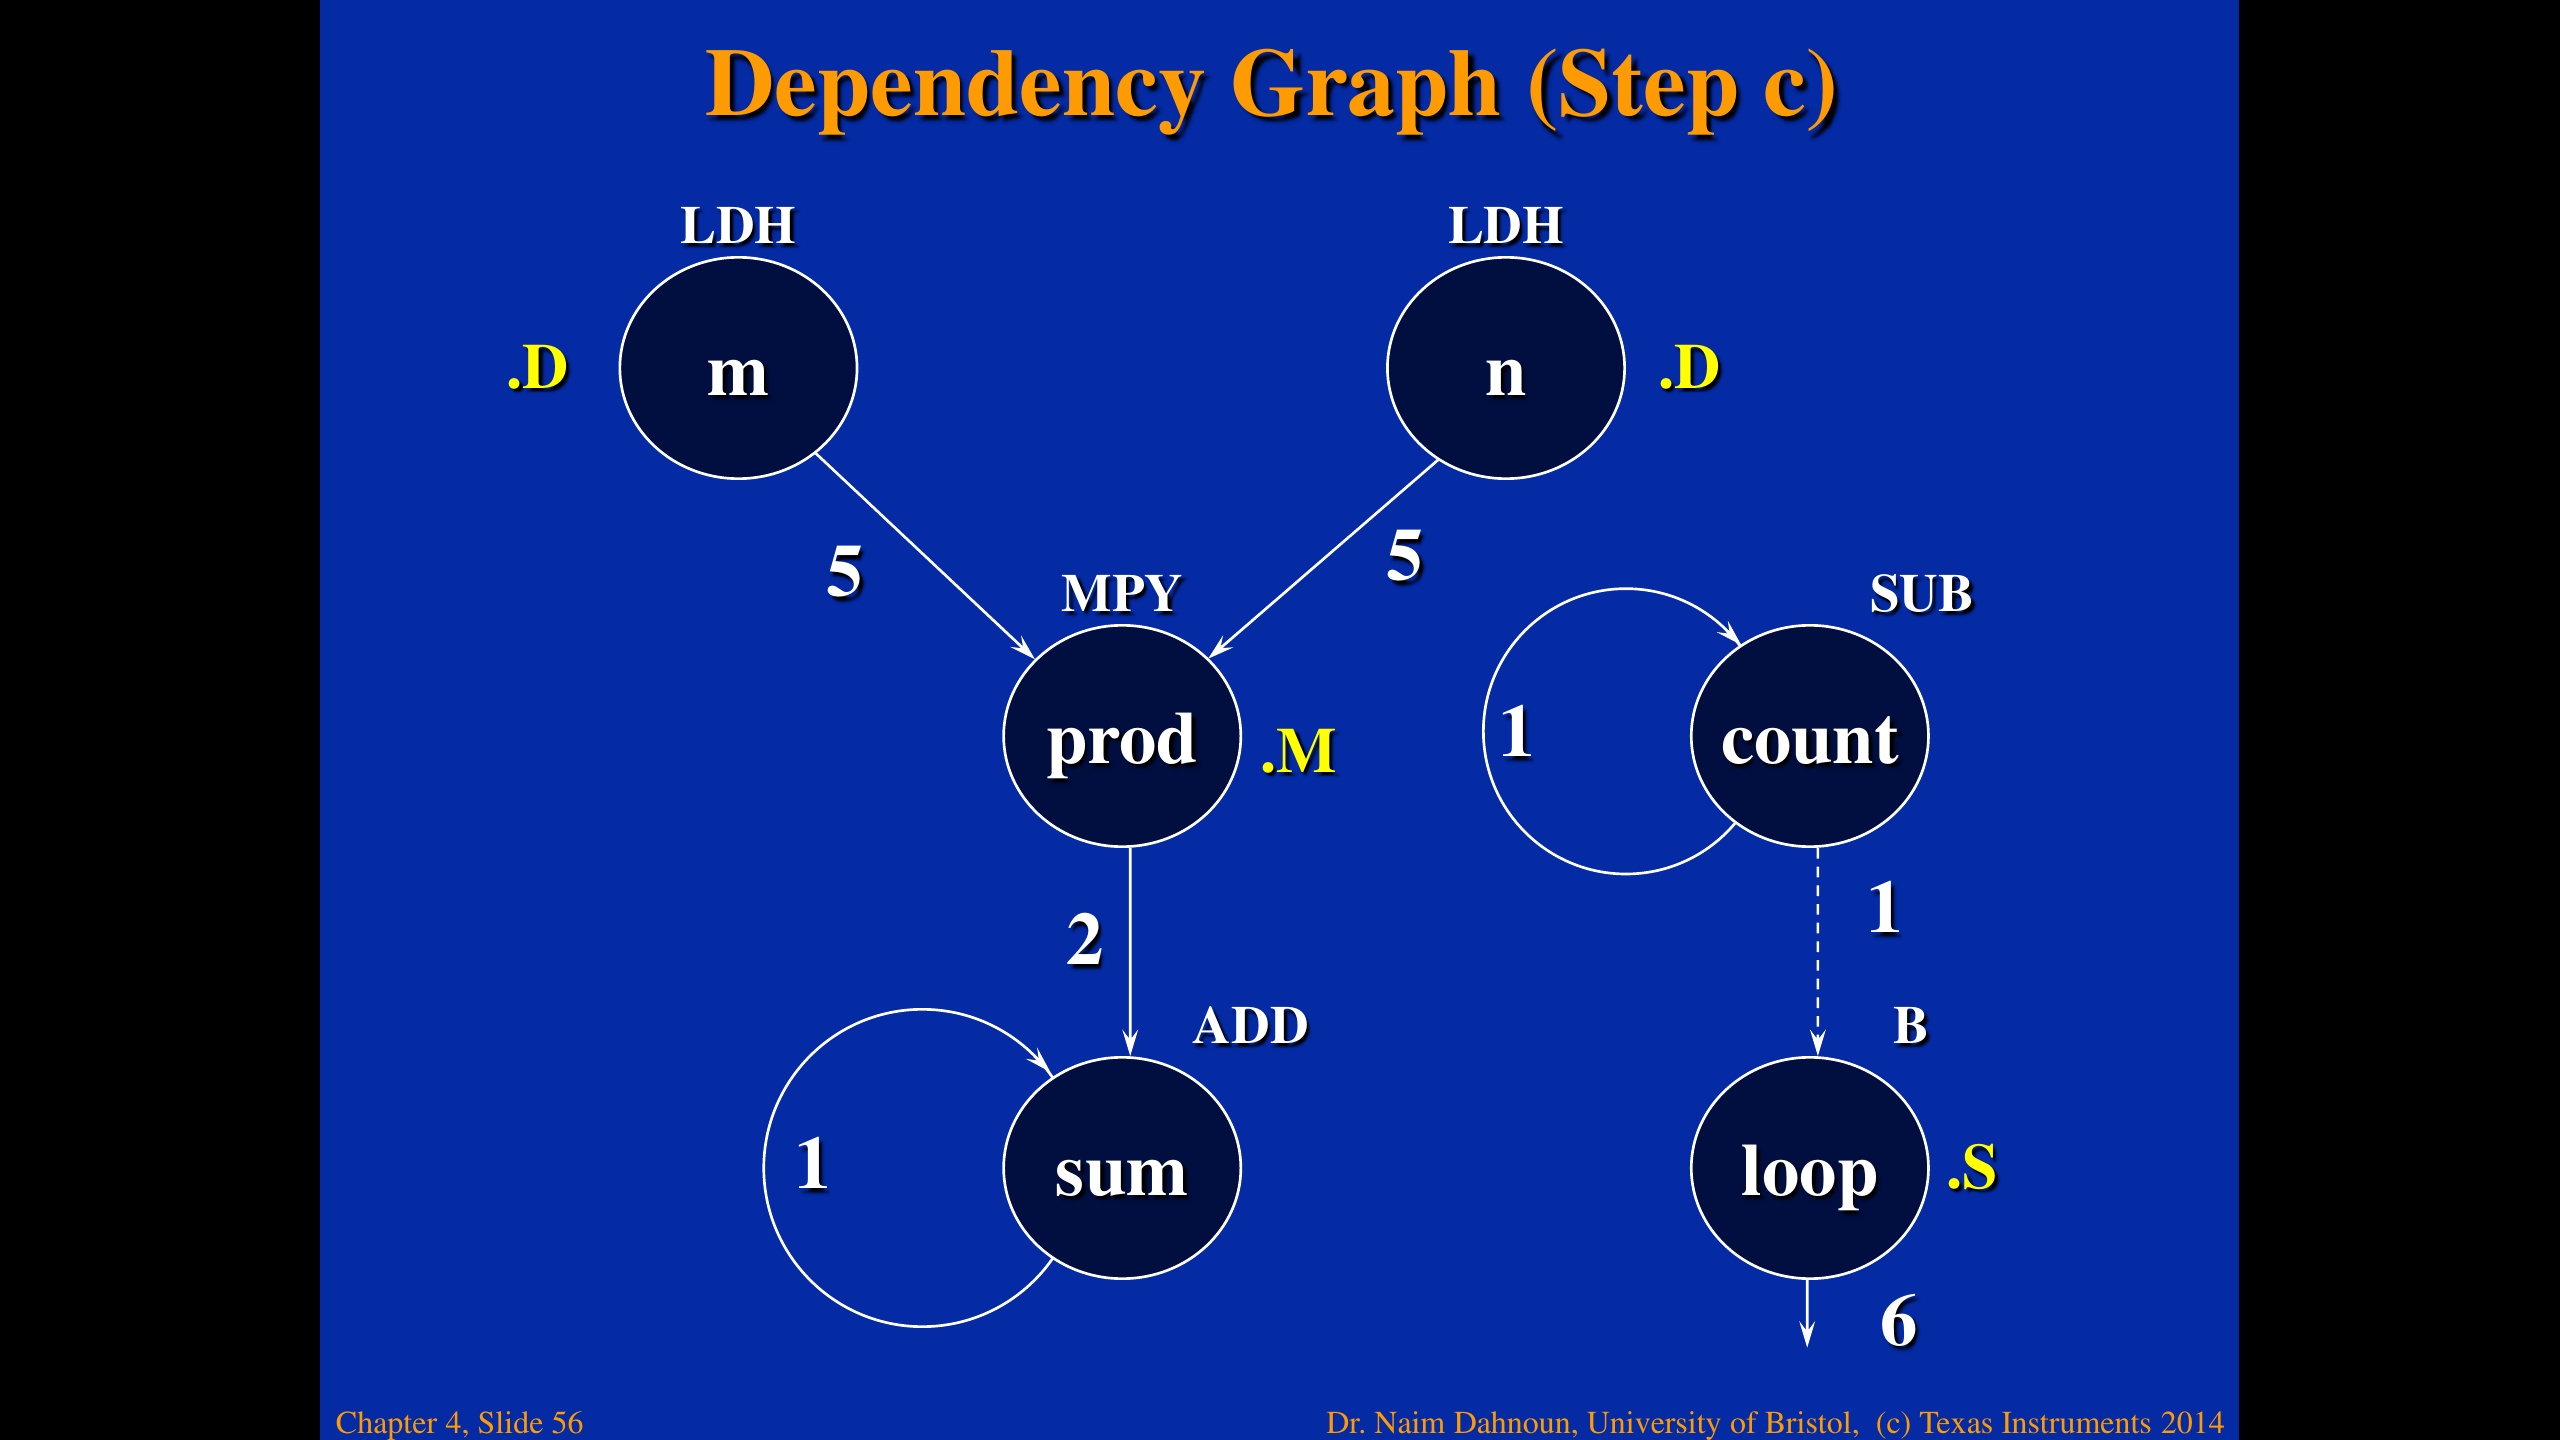 Dependency Graph (Step c)
LDH
LDH
.D
m
n
.D
5
5
MPY
SUB
prod
.M
1
count
2
1
ADD
B
1
sum
loop
.S
6
Chapter 4, Slide 56
Dr. Naim Dahnoun, University of Bristol, (c) Texas Instruments 2014